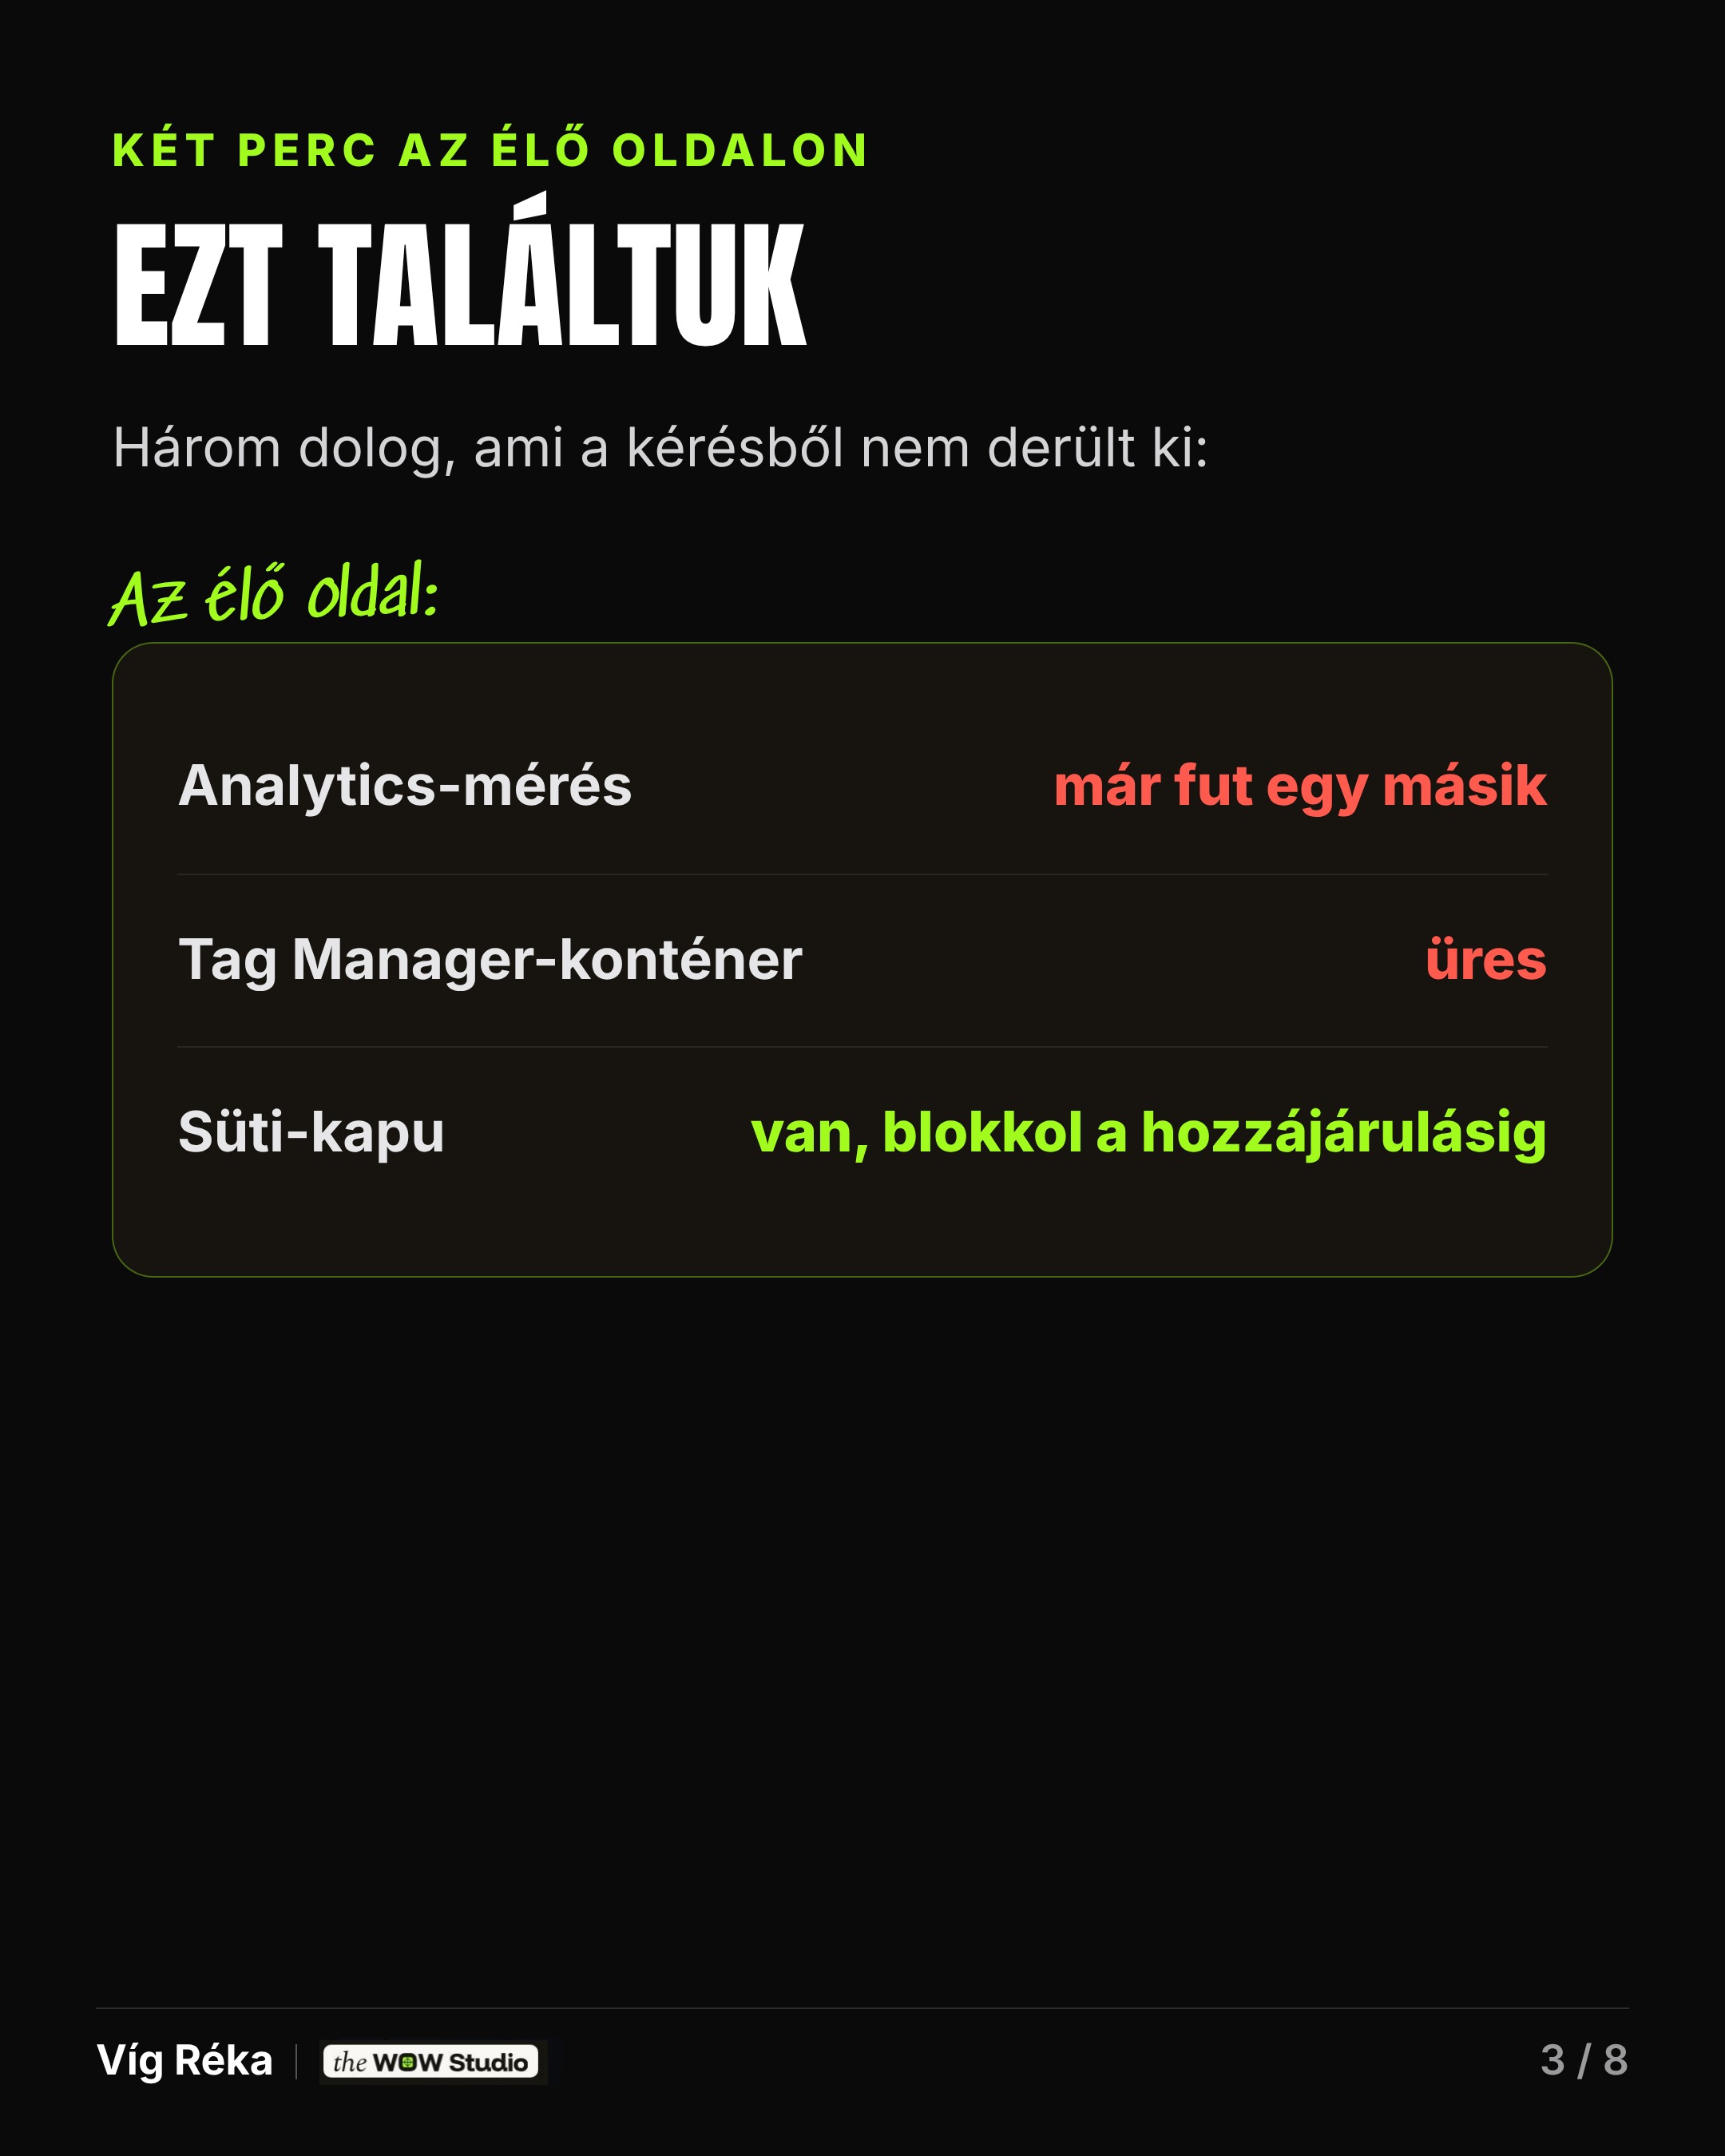 KÉT PERC AZ ÉLŐ OLDALON
EZT TALÁLTUK
Három dolog, ami a kérésből nem derült ki:
Az élő oldal:
Analytics-mérés már fut egy másik
Tag Manager-konténer üres
Süti-kapu van, blokkol a hozzájárulásig
Víg Réka the WOW Studio 3 / 8